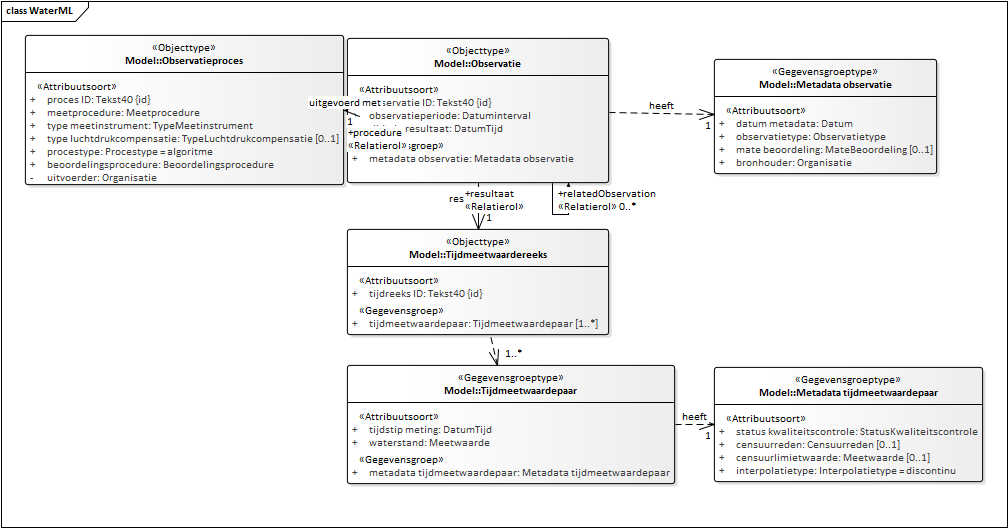 class WaterML
«Objecttype»
Model::Observatieproces
«Attribuutsoort»
+ proces ID: Tekst40 {id}
+ meetprocedure: Meetprocedure
+ type meetinstrument: TypeMeetinstrument
+ type luchtdrukcompensatie: TypeLuchtdrukcompensatie [0..1]
+ procestype: Procestype = algoritme
+ beoordelingsprocedure: Beoordelingsprocedure
- uitvoerder: Organisatie
«Objecttype»
Model::Observatie
«Attribuutsoort»
servatie ID: Tekst40 {id}
observatieperiode: Datuminterval
resultaat: DatumTijd
groep»
+ metadata observatie: Metadata observatie
uitgevoerd met
1
+procedure
«Relatierol»
heeft
1
«Gegevensgroeptype»
Model::Metadata observatie
«Attribuutsoort»
+ datum metadata: Datum
+ observatietype: Observatietype
+ mate beoordeling: MateBeoordeling [0..1]
+ bronhouder: Organisatie
res
+resultaat
«Relatierol»
1
+relatedObservation
«Relatierol» 0..*
«Objecttype»
Model::Tijdmeetwaardereeks
«Attribuutsoort»
+ tijdreeks ID: Tekst40 {id}
«Gegevensgroep»
+ tijdmeetwaardepaar: Tijdmeetwaardepaar [1..*]
1..*
«Gegevensgroeptype»
Model::Tijdmeetwaardepaar
«Attribuutsoort»
+ tijdstip meting: DatumTijd
+ waterstand: Meetwaarde
«Gegevensgroep»
+ metadata tijdmeetwaardepaar: Metadata tijdmeetwaardepaar
heeft
1
«Gegevensgroeptype»
Model::Metadata tijdmeetwaardepaar
«Attribuutsoort»
+ status kwaliteitscontrole: StatusKwaliteitscontrole
+ censuurreden: Censuurreden [0..1]
+ censuurlimietwaarde: Meetwaarde [0..1]
+ interpolatietype: Interpolatietype = discontinu